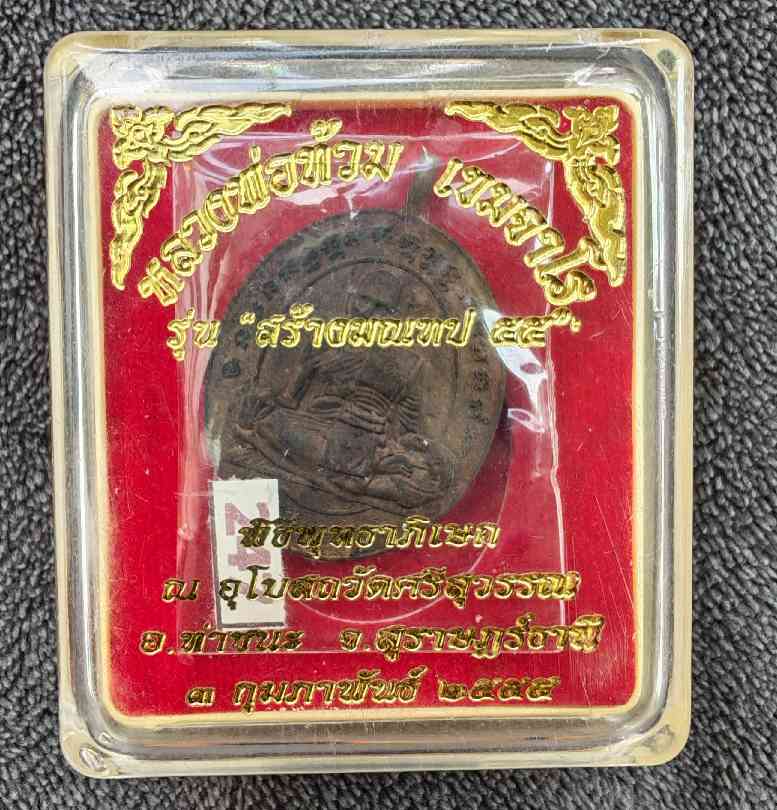 หลวงพ่อท้วม เขมจาโร
รุ่น "สร้างมณฑป ๕๕"
พิธีพุทธาภิเษก
ณ อุโบสถวัดศรีสุวรรณ
อ.ท่าชนะ จ.สุราษฎร์ธานี
๓ กุมภาพันธ์ ๒๕๕๕
24